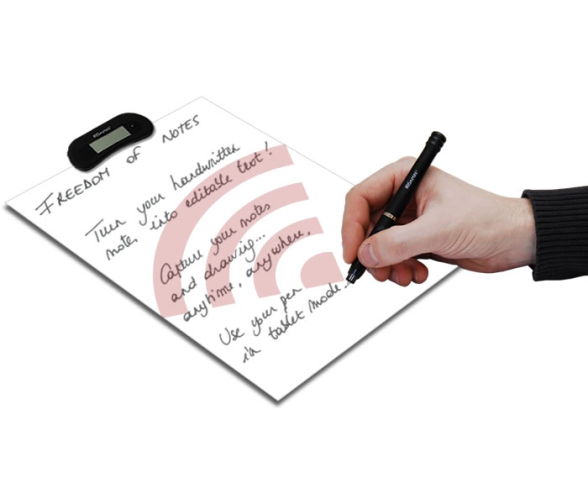 FREEDOM OF NOTES
Turn your handwritten
notes into editable text!
Capture your notes
and drawing...
anytime, anywhere.
Use your pen
in tablet mode...